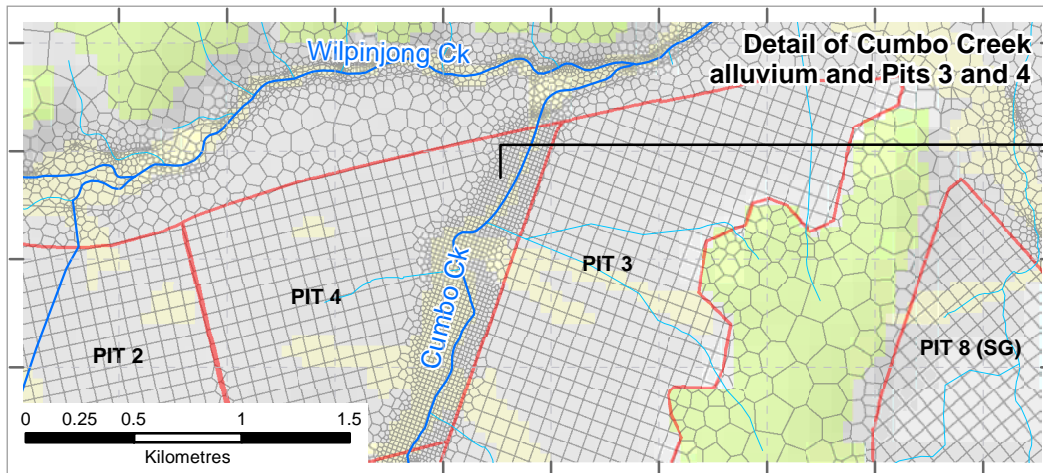 Wilpinjong Ck
Detail of Cumbo Creek
alluvium and Pits 3 and 4
PIT 3
PIT 4
Cumbo Ck
PIT 2
PIT 8 (SG)
0 0.25 0.5 1 1.5
Kilometres